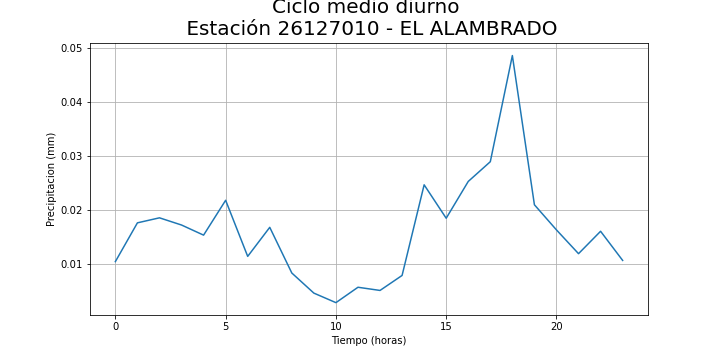 Ciclo medio diurno
Estación 26127010 - EL ALAMBRADO
0.05
0.04
0.03
0.02
0.01
Precipitacion (mm)
0 5 10 15 20
Tiempo (horas)